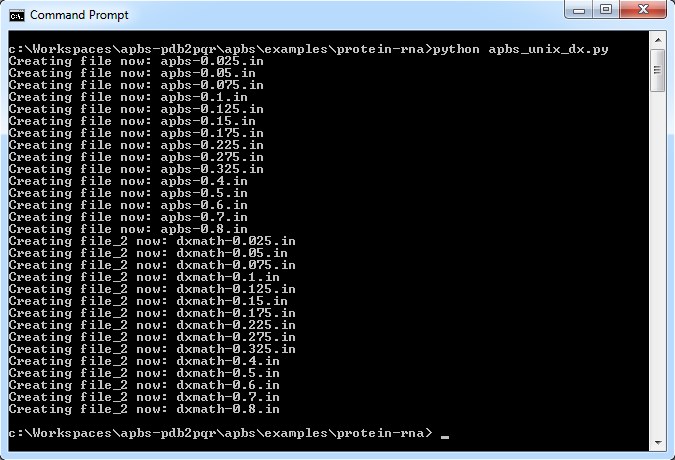 Command Prompt
c:\Workspaces\apbs-pdb2pqr\apbs\examples\protein-rna>python apbs_unix_dx.py
Creating file now: apbs-0.025.in
Creating file now: apbs-0.05.in
Creating file now: apbs-0.075.in
Creating file now: apbs-0.1.in
Creating file now: apbs-0.125.in
Creating file now: apbs-0.15.in
Creating file now: apbs-0.175.in
Creating file now: apbs-0.225.in
Creating file now: apbs-0.275.in
Creating file now: apbs-0.325.in
Creating file now: apbs-0.4.in
Creating file now: apbs-0.5.in
Creating file now: apbs-0.6.in
Creating file now: apbs-0.7.in
Creating file now: apbs-0.8.in
Creating file_2 now: dxmath-0.025.in
Creating file_2 now: dxmath-0.05.in
Creating file_2 now: dxmath-0.075.in
Creating file_2 now: dxmath-0.1.in
Creating file_2 now: dxmath-0.125.in
Creating file_2 now: dxmath-0.15.in
Creating file_2 now: dxmath-0.175.in
Creating file_2 now: dxmath-0.225.in
Creating file_2 now: dxmath-0.275.in
Creating file_2 now: dxmath-0.325.in
Creating file_2 now: dxmath-0.4.in
Creating file_2 now: dxmath-0.5.in
Creating file_2 now: dxmath-0.6.in
Creating file_2 now: dxmath-0.7.in
Creating file_2 now: dxmath-0.8.in
c:\Workspaces\apbs-pdb2pqr\apbs\examples\protein-rna> _